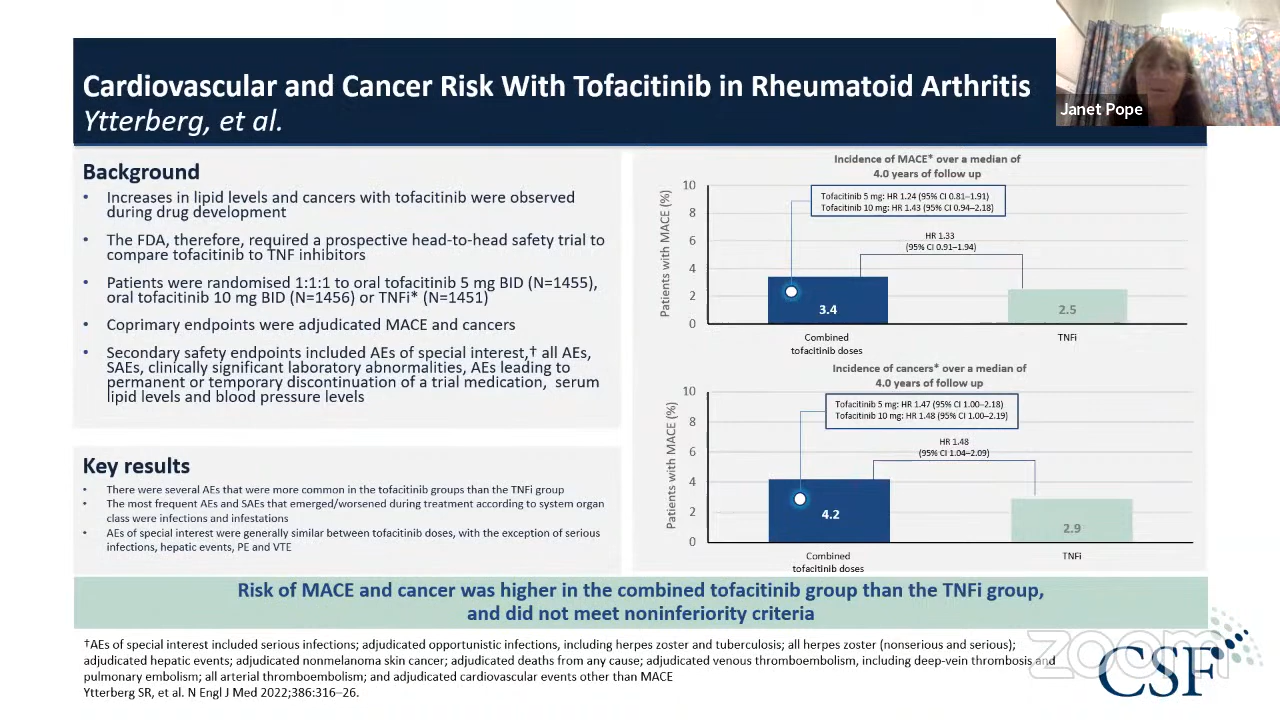 Cardiovascular and Cancer Risk With Tofacitinib in Rheumatoid Arthritis
Ytterberg, et al.
Janet Pope
Background
• Increases in lipid levels and cancers with tofacitinib were observed
during drug development
• The FDA, therefore, required a prospective head-to-head safety trial to
compare tofacitinib to TNF inhibitors
• Patients were randomised 1:1:1 to oral tofacitinib 5 mg BID (N=1455),
oral tofacitinib 10 mg BID (N=1456) or TNFi* (N=1451)
• Coprimary endpoints were adjudicated MACE and cancers
• Secondary safety endpoints included AEs of special interest,† all AEs,
SAEs, clinically significant laboratory abnormalities, AEs leading to
permanent or temporary discontinuation of a trial medication, serum
lipid levels and blood pressure levels
Key results
• There were several AEs that were more common in the tofacitinib groups than the TNFi group
• The most frequent AEs and SAEs that emerged/worsened during treatment according to system organ
class were infections and infestations
• AEs of special interest were generally similar between tofacitinib doses, with the exception of serious
infections, hepatic events, PE and VTE
Incidence of MACE* over a median of
4.0 years of follow up
Patients with MACE (%)
10
8
6
4
2
0
Tofacitinib 5 mg: HR 1.24 (95% CI 0.81–1.91)
Tofacitinib 10 mg: HR 1.43 (95% CI 0.94–2.18)
HR 1.33
(95% CI 0.91–1.94)
3.4
2.5
Combined
tofacitinib doses
TNFi
Incidence of cancers* over a median of
4.0 years of follow up
Patients with MACE (%)
10
8
6
4
2
0
Tofacitinib 5 mg: HR 1.47 (95% CI 1.00–2.18)
Tofacitinib 10 mg: HR 1.48 (95% CI 1.00–2.19)
HR 1.48
(95% CI 1.04–2.09)
4.2
2.9
Combined
tofacitinib doses
TNFi
Risk of MACE and cancer was higher in the combined tofacitinib group than the TNFi group,
and did not meet noninferiority criteria
†AEs of special interest included serious infections; adjudicated opportunistic infections, including herpes zoster and tuberculosis; all herpes zoster (nonserious and serious);
adjudicated hepatic events; adjudicated nonmelanoma skin cancer; adjudicated deaths from any cause; adjudicated venous thromboembolism, including deep-vein thrombosis and
pulmonary embolism; all arterial thromboembolism; and adjudicated cardiovascular events other than MACE
Ytterberg SR, et al. N Engl J Med 2022;386:316–26.
zoom
CSF